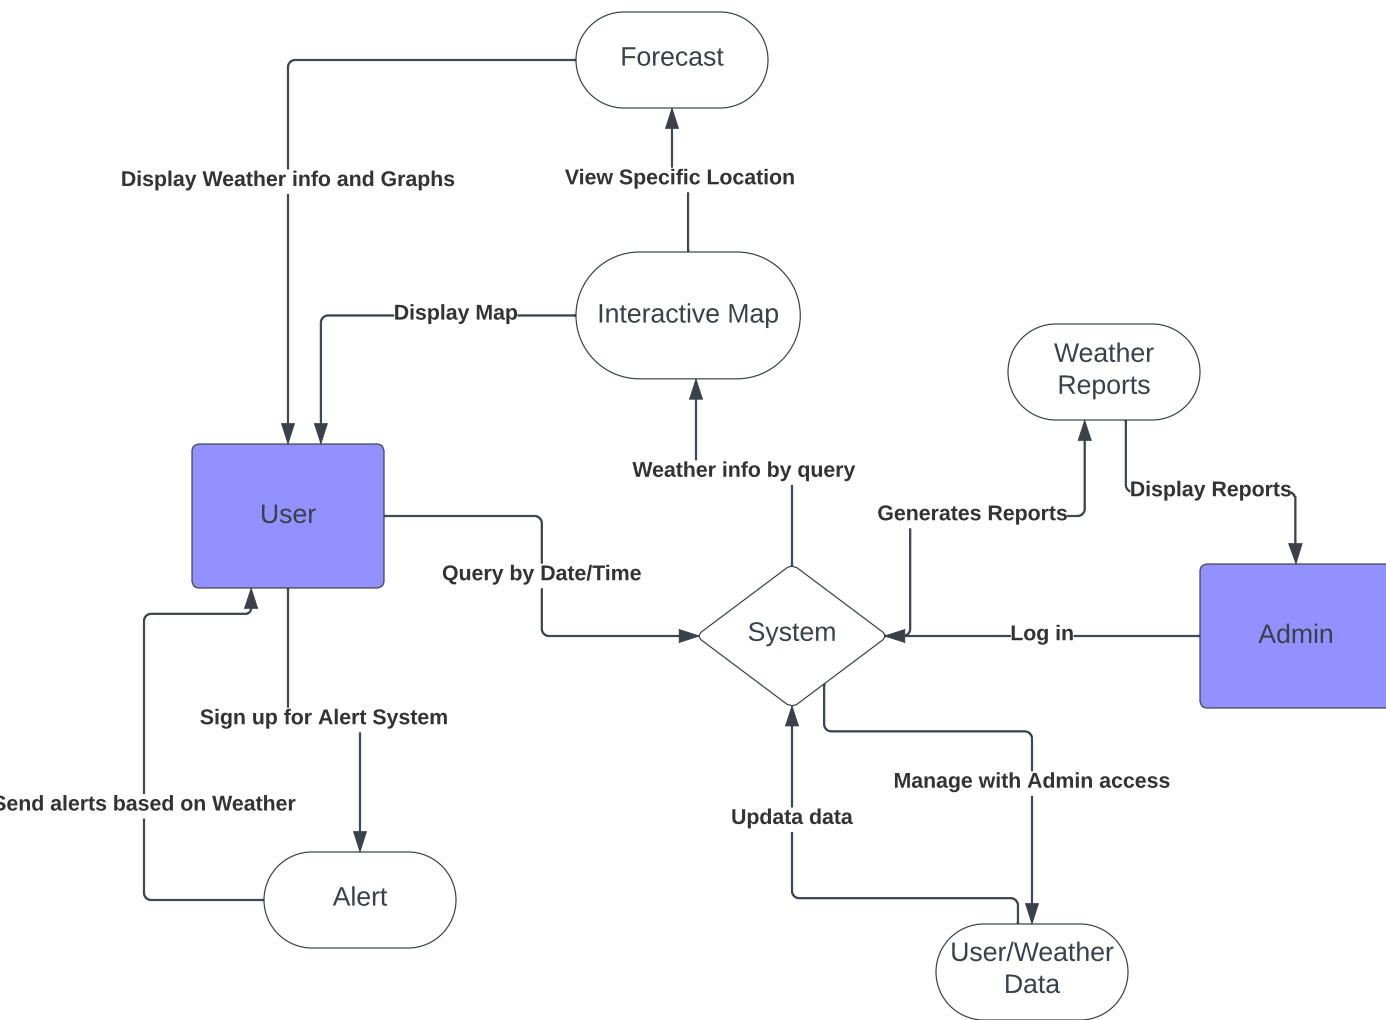 Forecast
Display Weather info and Graphs
View Specific Location
Display Map
Interactive Map
Weather
Reports
Weather info by query
Display Reports
Generates Reports
User
Query by Date/Time
System
Log in
Admin
Sign up for Alert System
Manage with Admin access
Send alerts based on Weather
Updata data
Alert
User/Weather
Data